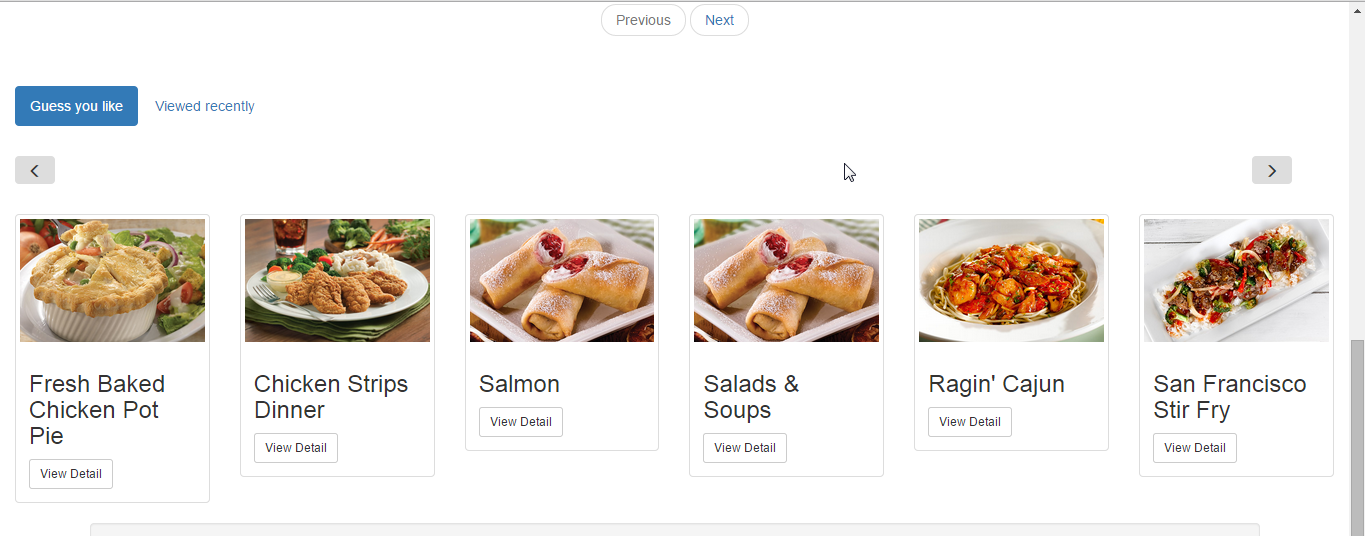 Previous Next
Guess you like Viewed recently
Fresh Baked
Chicken Pot
Pie
View Detail
Chicken Strips
Dinner
View Detail
Salmon
View Detail
Salads &
Soups
View Detail
Ragin' Cajun
View Detail
San Francisco
Stir Fry
View Detail